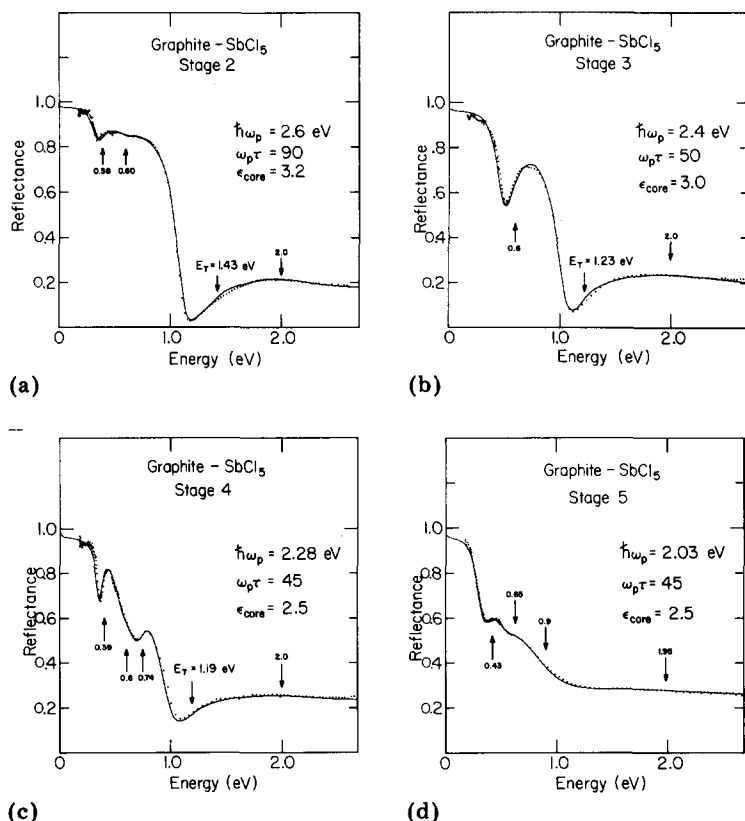 Graphite – SbCl₅
Stage 2
ℏωₚ = 2.6 eV
ωₚτ = 90
ϵcore = 3.2
Reflectance
1.0
0.8
0.6
0.4
0.2
0.60
E_T = 1.43 eV
2.0
0
1.0
2.0
Energy (eV)
(a)
Graphite – SbCl₅
Stage 3
ℏωₚ = 2.4 eV
ωₚτ = 50
ϵcore = 3.0
Reflectance
1.0
0.8
0.6
0.4
0.2
0.6
E_T = 1.23 eV
2.0
0
1.0
2.0
Energy (eV)
(b)
Graphite – SbCl₅
Stage 4
ℏωₚ = 2.28 eV
ωₚτ = 45
ϵcore = 2.5
Reflectance
1.0
0.8
0.6
0.4
0.2
0.39
0.6
0.74
E_T = 1.19 eV
2.0
0
1.0
2.0
Energy (eV)
(c)
Graphite – SbCl₅
Stage 5
ℏωₚ = 2.03 eV
ωₚτ = 45
ϵcore = 2.5
Reflectance
1.0
0.8
0.6
0.4
0.2
0.43
0.65
0.9
0
1.0
2.0
Energy (eV)
(d)